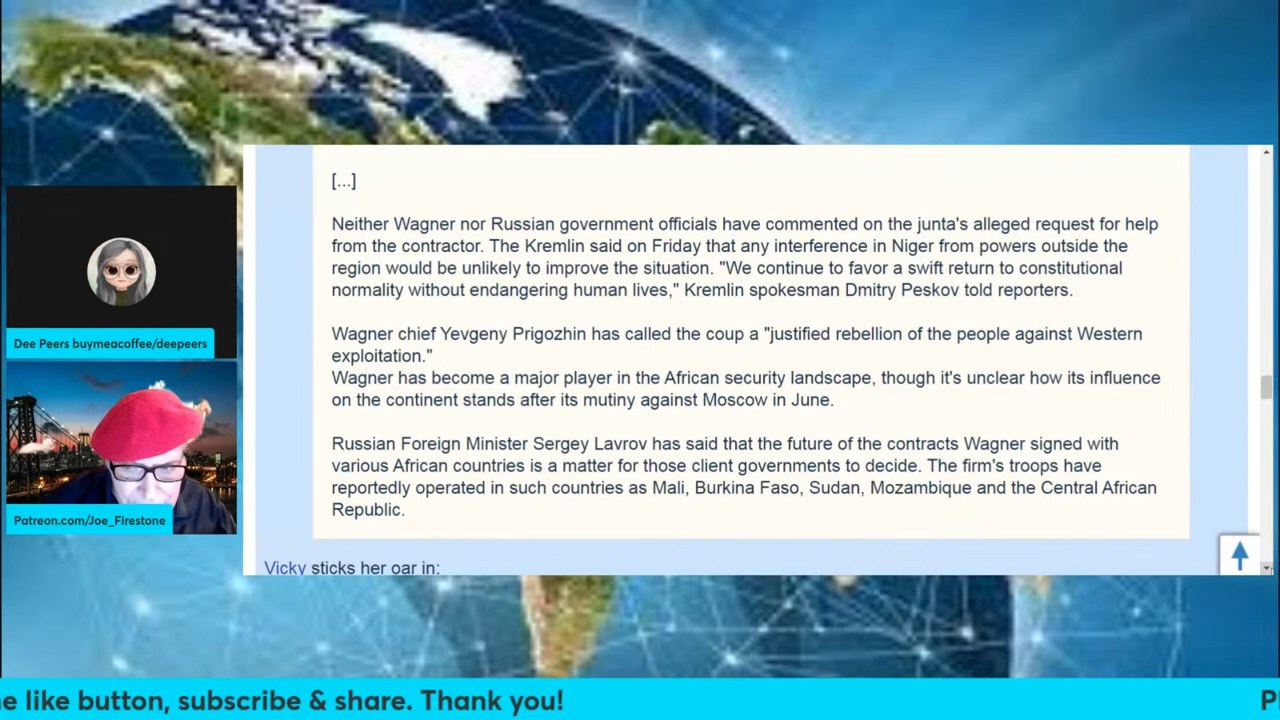 [...]
Neither Wagner nor Russian government officials have commented on the junta's alleged request for help
from the contractor. The Kremlin said on Friday that any interference in Niger from powers outside the
region would be unlikely to improve the situation. "We continue to favor a swift return to constitutional
normality without endangering human lives," Kremlin spokesman Dmitry Peskov told reporters.
Wagner chief Yevgeny Prigozhin has called the coup a "justified rebellion of the people against Western
exploitation."
Wagner has become a major player in the African security landscape, though it's unclear how its influence
on the continent stands after its mutiny against Moscow in June.
Russian Foreign Minister Sergey Lavrov has said that the future of the contracts Wagner signed with
various African countries is a matter for those client governments to decide. The firm's troops have
reportedly operated in such countries as Mali, Burkina Faso, Sudan, Mozambique and the Central African
Republic.
Vicky sticks her oar in:
Dee Peers buymeacoffee/deepeers
Patreon.com/Joe_Firestone
like button, subscribe & share. Thank you!